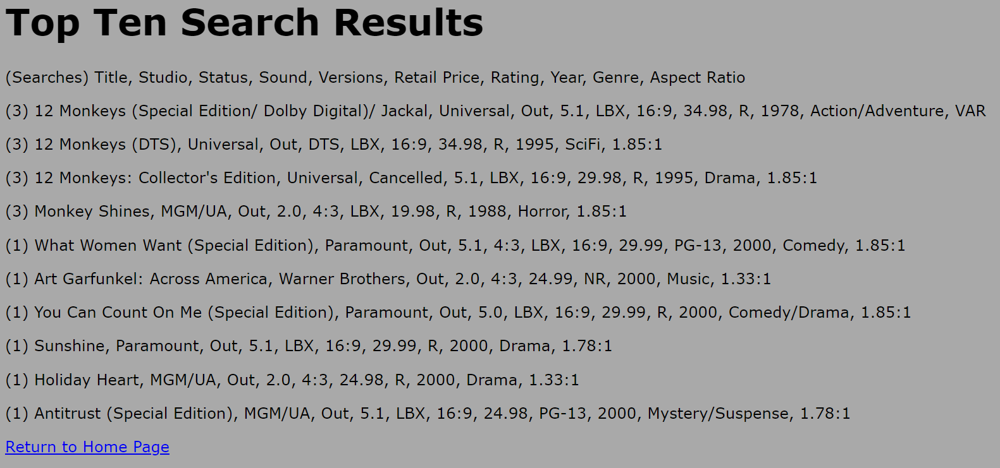 Top Ten Search Results
(Searches) Title, Studio, Status, Sound, Versions, Retail Price, Rating, Year, Genre, Aspect Ratio
(3) 12 Monkeys (Special Edition/ Dolby Digital)/ Jackal, Universal, Out, 5.1, LBX, 16:9, 34.98, R, 1978, Action/Adventure, VAR
(3) 12 Monkeys (DTS), Universal, Out, DTS, LBX, 16:9, 34.98, R, 1995, SciFi, 1.85:1
(3) 12 Monkeys: Collector's Edition, Universal, Cancelled, 5.1, LBX, 16:9, 29.98, R, 1995, Drama, 1.85:1
(3) Monkey Shines, MGM/UA, Out, 2.0, 4:3, LBX, 19.98, R, 1988, Horror, 1.85:1
(1) What Women Want (Special Edition), Paramount, Out, 5.1, 4:3, LBX, 16:9, 29.99, PG-13, 2000, Comedy, 1.85:1
(1) Art Garfunkel: Across America, Warner Brothers, Out, 2.0, 4:3, 24.99, NR, 2000, Music, 1.33:1
(1) You Can Count On Me (Special Edition), Paramount, Out, 5.0, LBX, 16:9, 29.99, R, 2000, Comedy/Drama, 1.85:1
(1) Sunshine, Paramount, Out, 5.1, LBX, 16:9, 29.99, R, 2000, Drama, 1.78:1
(1) Holiday Heart, MGM/UA, Out, 2.0, 4:3, 24.98, R, 2000, Drama, 1.33:1
(1) Antitrust (Special Edition), MGM/UA, Out, 5.1, LBX, 16:9, 24.98, PG-13, 2000, Mystery/Suspense, 1.78:1
Return to Home Page